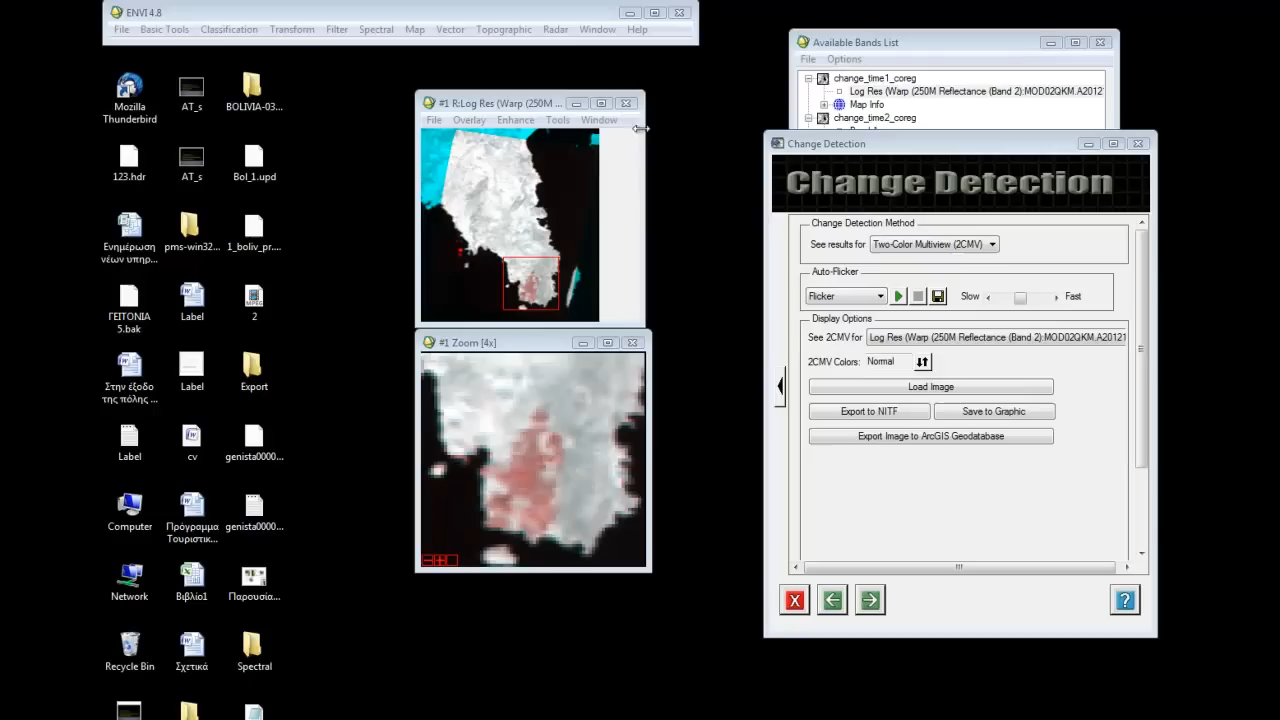 ENVI 4.8
File Basic Tools Classification Transform Filter Spectral Map Vector Topographic Radar Window Help
Mozilla Thunderbird
AT_s
BOLIVIA-03...
123.hdr
AT_s
Bol_1.upd
Ενημέρωση νέων υπηρ...
pms-win32...
1_boliv_pr....
ΓΕΙΤΟΝΙΑ 5.bak
Label
2
Στην έξοδο της πόλης ...
Label
Export
Label
cv
genista0000...
Computer
Πρόγραμμα Τουριστικ...
genista0000...
Network
Βιβλίο1
Παρουσία...
Recycle Bin
Σχετικά
Spectral
#1 R:Log Res (Warp (250M ...
File Overlay Enhance Tools Window
#1 Zoom [4x]
Available Bands List
File Options
change_time1_coreg
Log Res (Warp (250M Reflectance (Band 2):MOD02QKM.A2012
Map Info
change_time2_coreg
Change Detection
Change Detection
Change Detection Method
See results for Two-Color Multiview (2CMV)
Auto-Flicker
Flicker Slow Fast
Display Options
See 2CMV for Log Res (Warp (250M Reflectance (Band 2):MOD02QKM.A20121
2CMV Colors: Normal
Load Image
Export to NITF Save to Graphic
Export Image to ArcGIS Geodatabase